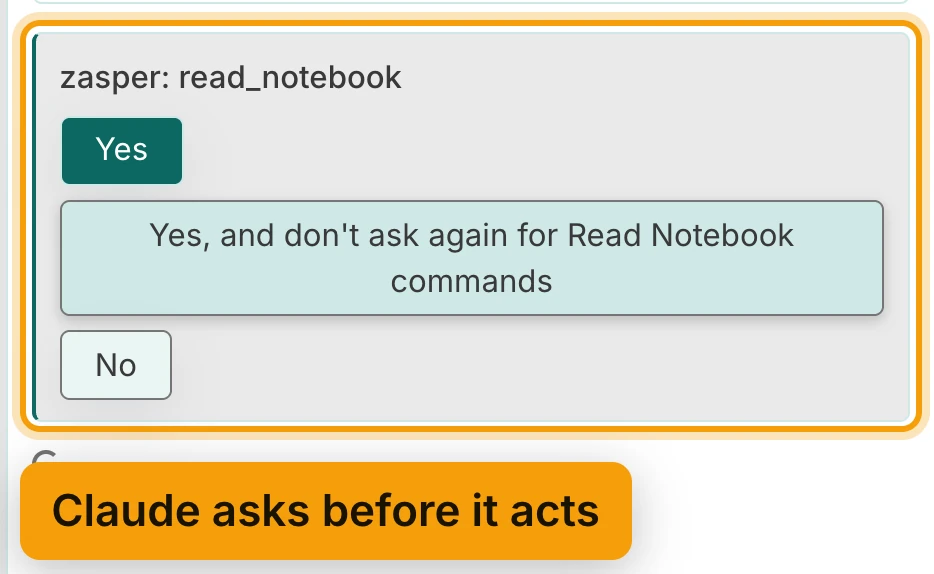 zasper: read_notebook
Yes
Yes, and don't ask again for Read Notebook
commands
No
Claude asks before it acts